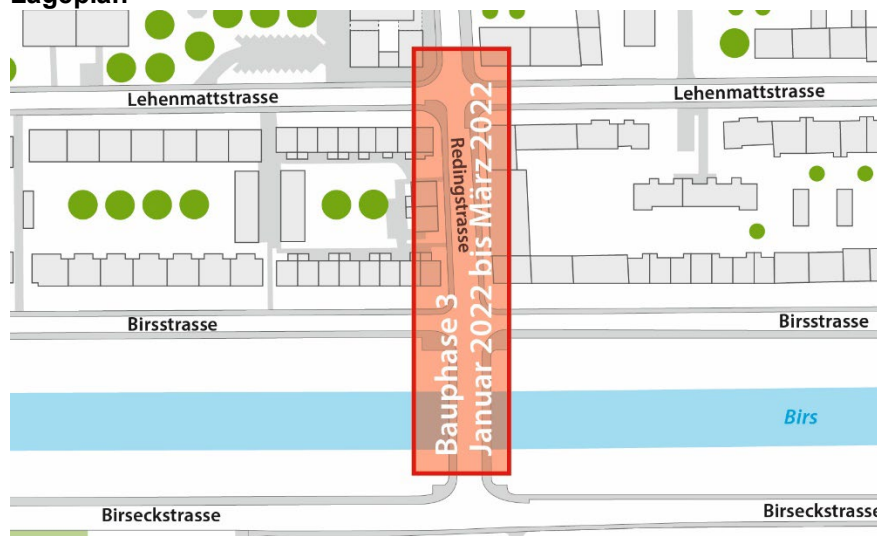 Lageplan
Lehenmattstrasse
Lehenmattstrasse
Redingstrasse
Bauphase 3
Januar 2022 bis März 2022
Birsstrasse
Birsstrasse
Birs
Birseckstrasse
Birseckstrasse